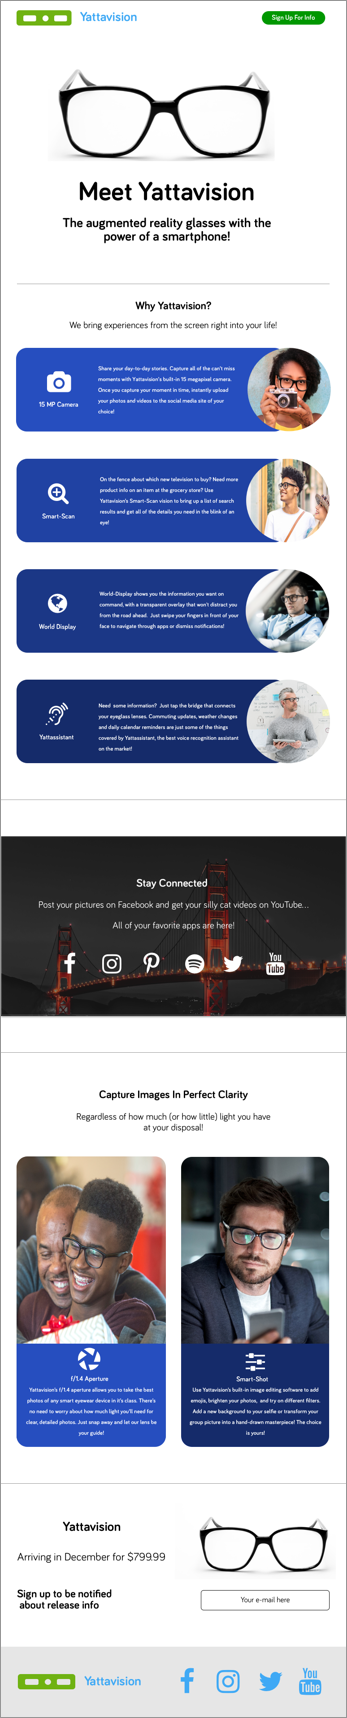 Yattavision
Sign Up For Info
Meet Yattavision
The augmented reality glasses with the
power of a smartphone!
Why Yattavision?
We bring experiences from the screen right into your life!
15 MP Camera
Share your day-to-day stories. Capture all of the can't miss
moments with Yattavision's built-in 15 megapixel camera.
Once you capture your moment in time, instantly upload
your photos and videos to the social media site of your
choice!
Smart-Scan
On the fence about which new television to buy? Need more
product info on an item at the grocery store? Use
Yattavision's Smart-Scan vision to bring up a list of search
results and get all of the details you need in the blink of an
eye!
World Display
World-Display shows you the information you want on
command, with a transparent overlay that won't distract you
from the road ahead. Just swipe your fingers in front of your
face to navigate through apps or dismiss notifications!
Yattassistant
Need some information? Just tap the bridge that connects
your eyeglass lenses. Commuting updates, weather changes
and daily calendar reminders are just some of the things
covered by Yattassistant, the best voice recognition assistant
on the market!
Stay Connected
Post your pictures on Facebook and get your silly cat videos on YouTube...
All of your favorite apps are here!
You
Tube
Capture Images In Perfect Clarity
Regardless of how much (or how little) light you have
at your disposal!
f/1.4 Aperture
Yattavision's f/1.4 aperture allows you to take the best
photos of any smart eyewear device in it's class. There's
no need to worry about how much light you'll need for
clear, detailed photos. Just snap away and let our lens be
your guide!
Smart-Shot
Use Yattavision's built-in image editing software to add
emojis, brighten your photos, and try on different filters.
Add a new background to your selfie or transform your
group picture into a hand-drawn masterpiece! The choice
is yours!
Yattavision
Arriving in December for $799.99
Sign up to be notified
about release info
Your e-mail here
Yattavision
You
Tube